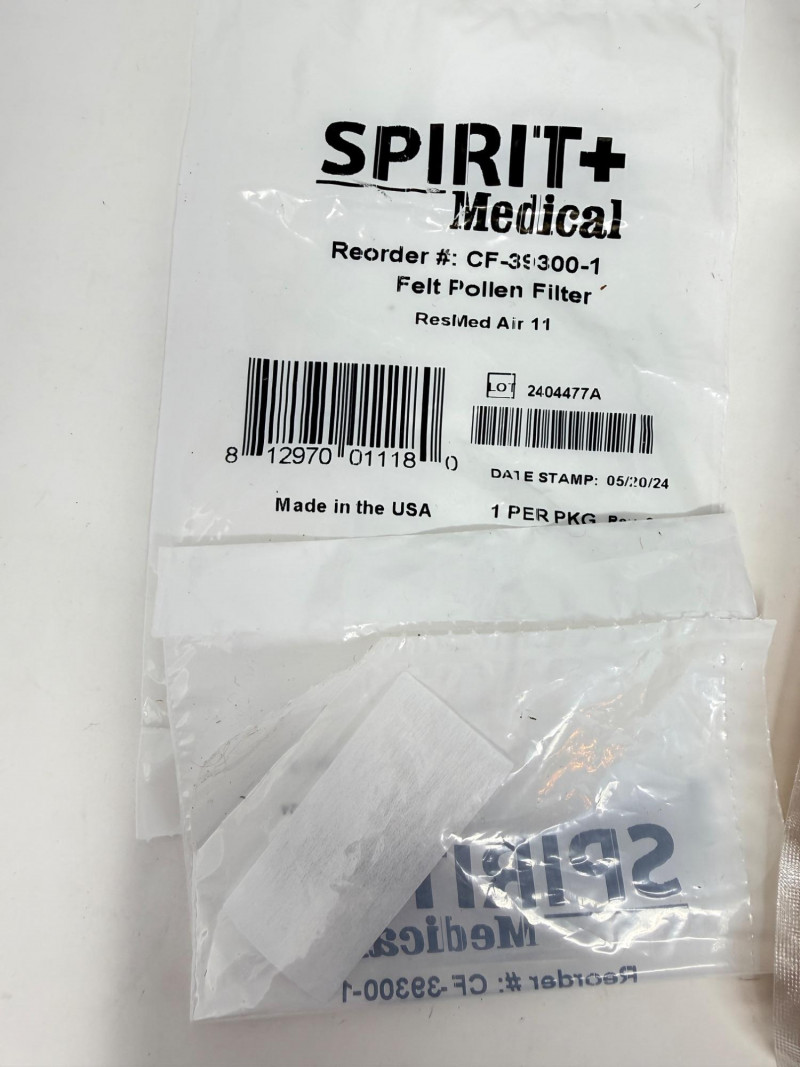 SPIRIT+
Medical
Reorder #: CF-39300-1
Felt Pollen Filter
ResMed Air 11
LOT 2404477A
8 12970 01118 0
DATE STAMP: 05/20/24
Made in the USA
1 PER PKG
SPIRIT
Medical
Reorder #: CF-39300-1